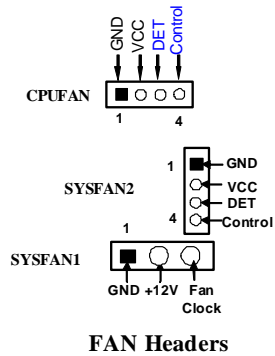 GND VCC DET Control
CPUFAN
1 4
1 GND
VCC
SYSFAN2
DET
4 Control
1
SYSFAN1
GND +12V Fan
Clock
FAN Headers